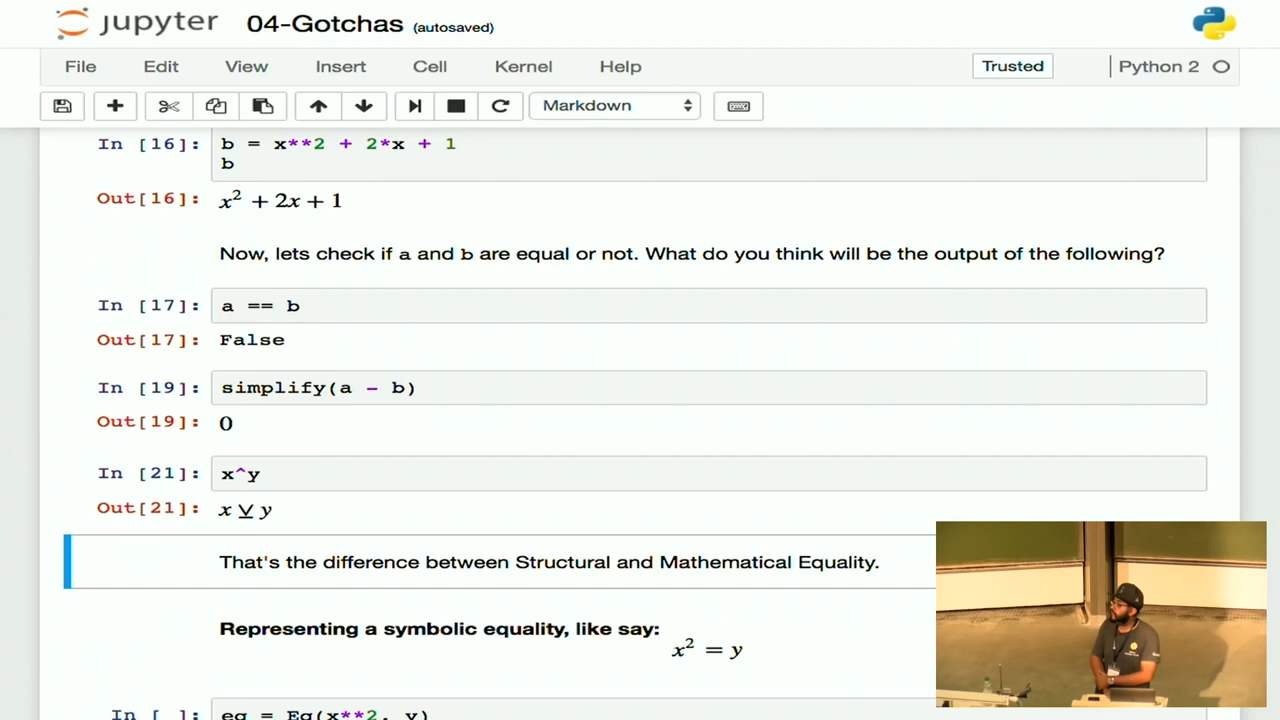 jupyter 04-Gotchas (autosaved)
File Edit View Insert Cell Kernel Help Trusted Python 2
Markdown
In [16]: b = x**2 + 2*x + 1
b
Out[16]: x² + 2x + 1
Now, lets check if a and b are equal or not. What do you think will be the output of the following?
In [17]: a == b
Out[17]: False
In [19]: simplify(a - b)
Out[19]: 0
In [21]: x^y
Out[21]: x ⊻ y
That's the difference between Structural and Mathematical Equality.
Representing a symbolic equality, like say:
x² = y
In [ ]: eq = Eq(x**2, y)